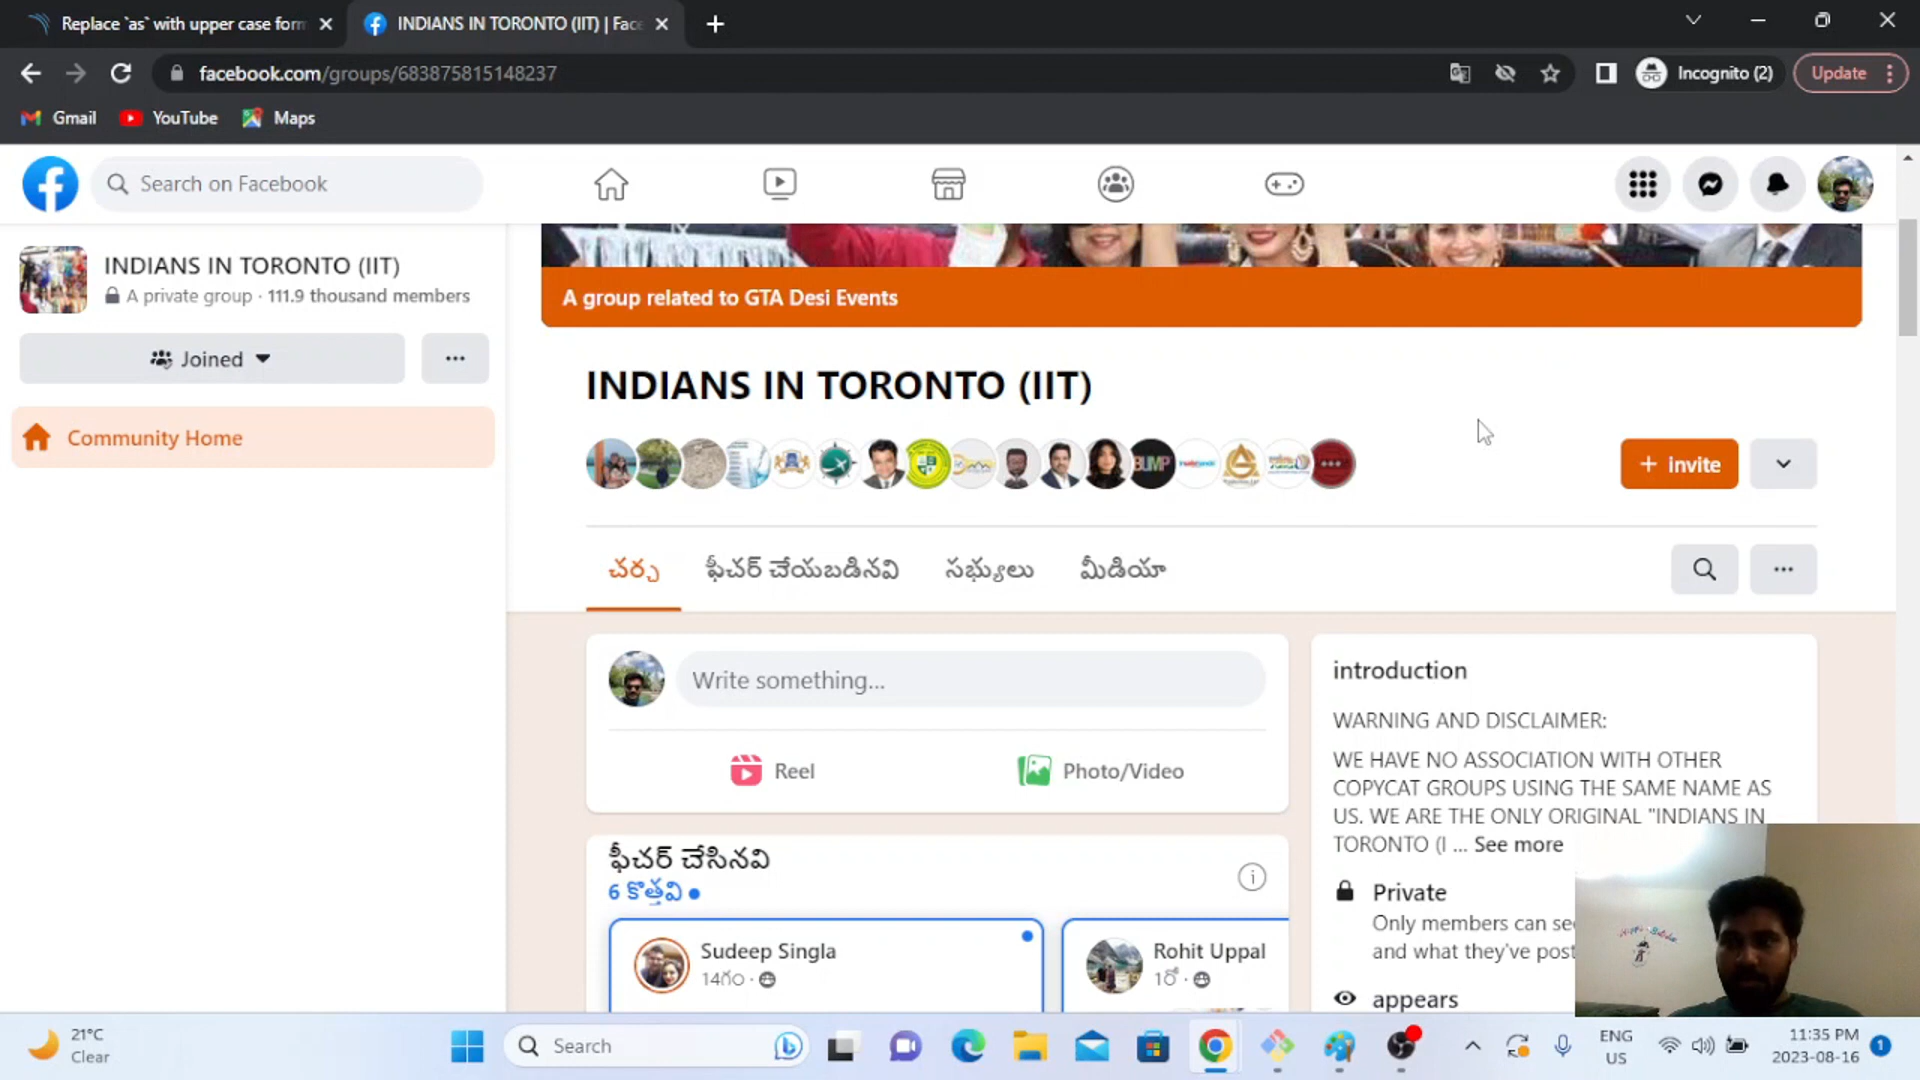 Replace `as` with upper case form
INDIANS IN TORONTO (IIT) | Face
facebook.com/groups/683875815148237
Incognito (2)
Update
Gmail
YouTube
Maps
Search on Facebook
INDIANS IN TORONTO (IIT)
A private group · 111.9 thousand members
Joined
Community Home
A group related to GTA Desi Events
INDIANS IN TORONTO (IIT)
BUMP
+ invite
చర్చ
ఫీచర్ చేయబడినవి
సభ్యులు
మీడియా
Write something...
Reel
Photo/Video
ఫీచర్ చేసినవి
6 కొత్తవి
Sudeep Singla
14గం ·
Rohit Uppal
1రో ·
introduction
WARNING AND DISCLAIMER:
WE HAVE NO ASSOCIATION WITH OTHER
COPYCAT GROUPS USING THE SAME NAME AS
US. WE ARE THE ONLY ORIGINAL "INDIANS IN
TORONTO (I ... See more
Private
Only members can see
and what they've post
appears
21°C
Clear
Search
ENG
US
11:35 PM
2023-08-16
1